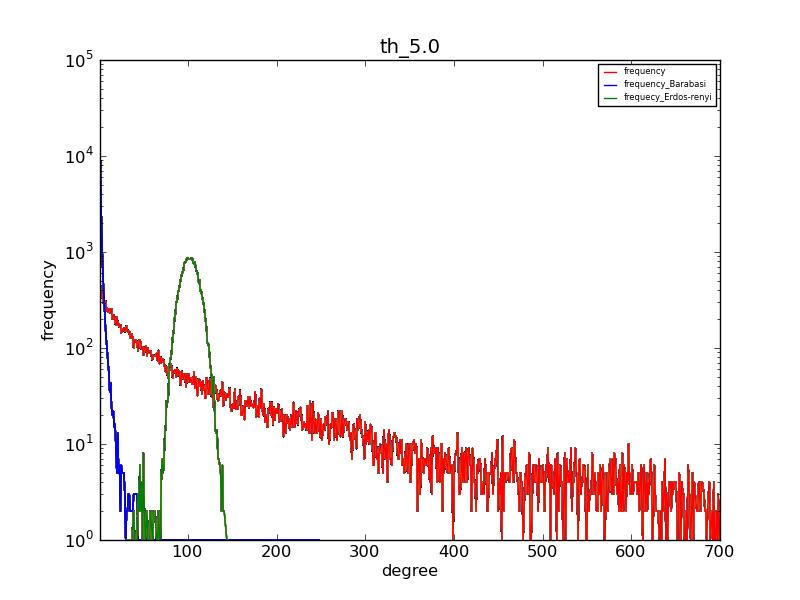 th_5.0
frequency
frequency_Barabasi
frequecy_Erdos-renyi
10^5
10^4
10^3
10^2
10^1
10^0
frequency
100 200 300 400 500 600 700
degree